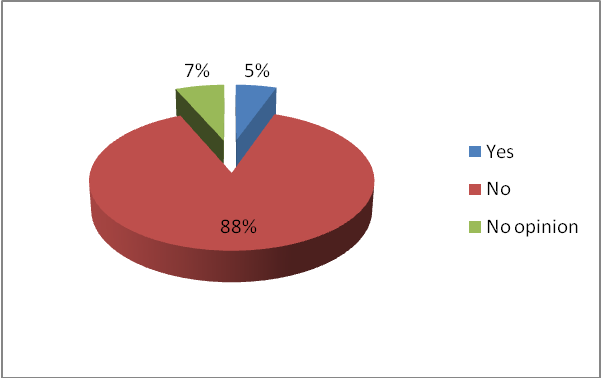 7% 5%
88%
Yes
No
No opinion